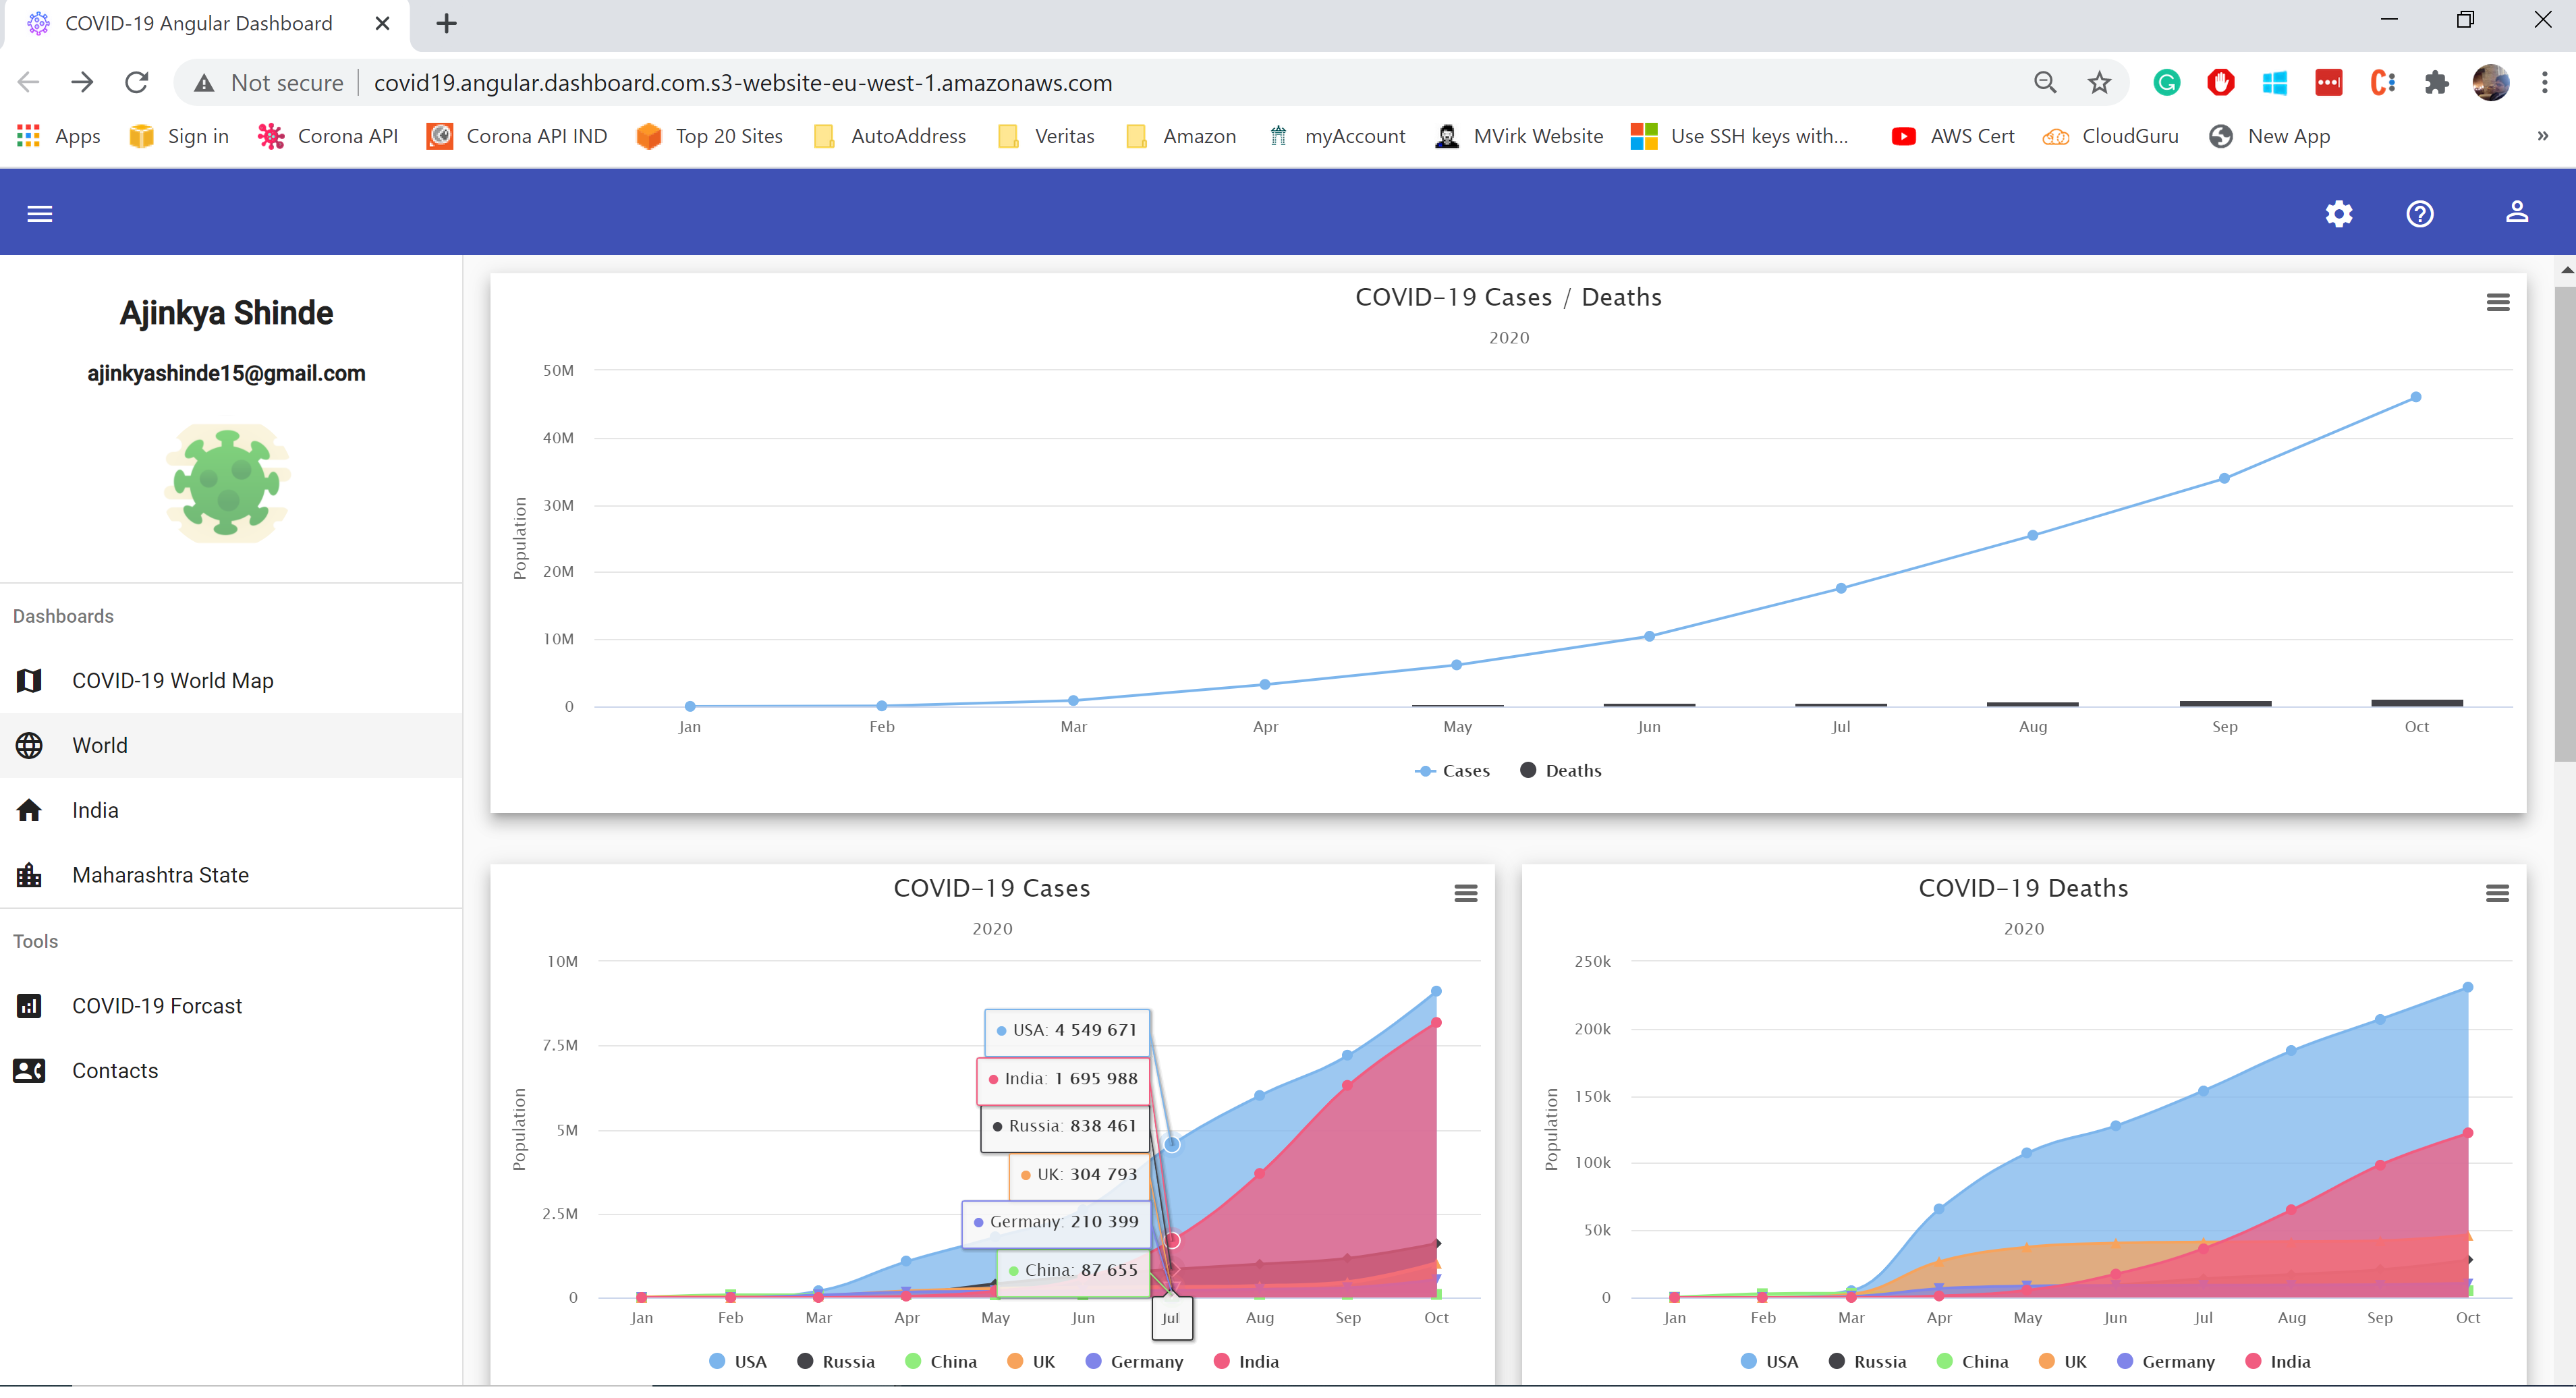 COVID-19 Angular Dashboard
Not secure
covid19.angular.dashboard.com.s3-website-eu-west-1.amazonaws.com
Apps Sign in Corona API Corona API IND Top 20 Sites AutoAddress Veritas Amazon myAccount MVirk Website Use SSH keys with... AWS Cert CloudGuru New App »
Ajinkya Shinde
ajinkyashinde15@gmail.com
Dashboards
COVID-19 World Map
World
India
Maharashtra State
Tools
COVID-19 Forcast
Contacts
COVID-19 Cases / Deaths
2020
Population
50M
40M
30M
20M
10M
0
Jan Feb Mar Apr May Jun Jul Aug Sep Oct
Cases Deaths
COVID-19 Cases
2020
Population
10M
7.5M
5M
2.5M
0
USA: 4 549 671
India: 1 695 988
Russia: 838 461
UK: 304 793
Germany: 210 399
China: 87 655
Jan Feb Mar Apr May Jun Jul Aug Sep Oct
USA Russia China UK Germany India
COVID-19 Deaths
2020
Population
250k
200k
150k
100k
50k
0
Jan Feb Mar Apr May Jun Jul Aug Sep Oct
USA Russia China UK Germany India